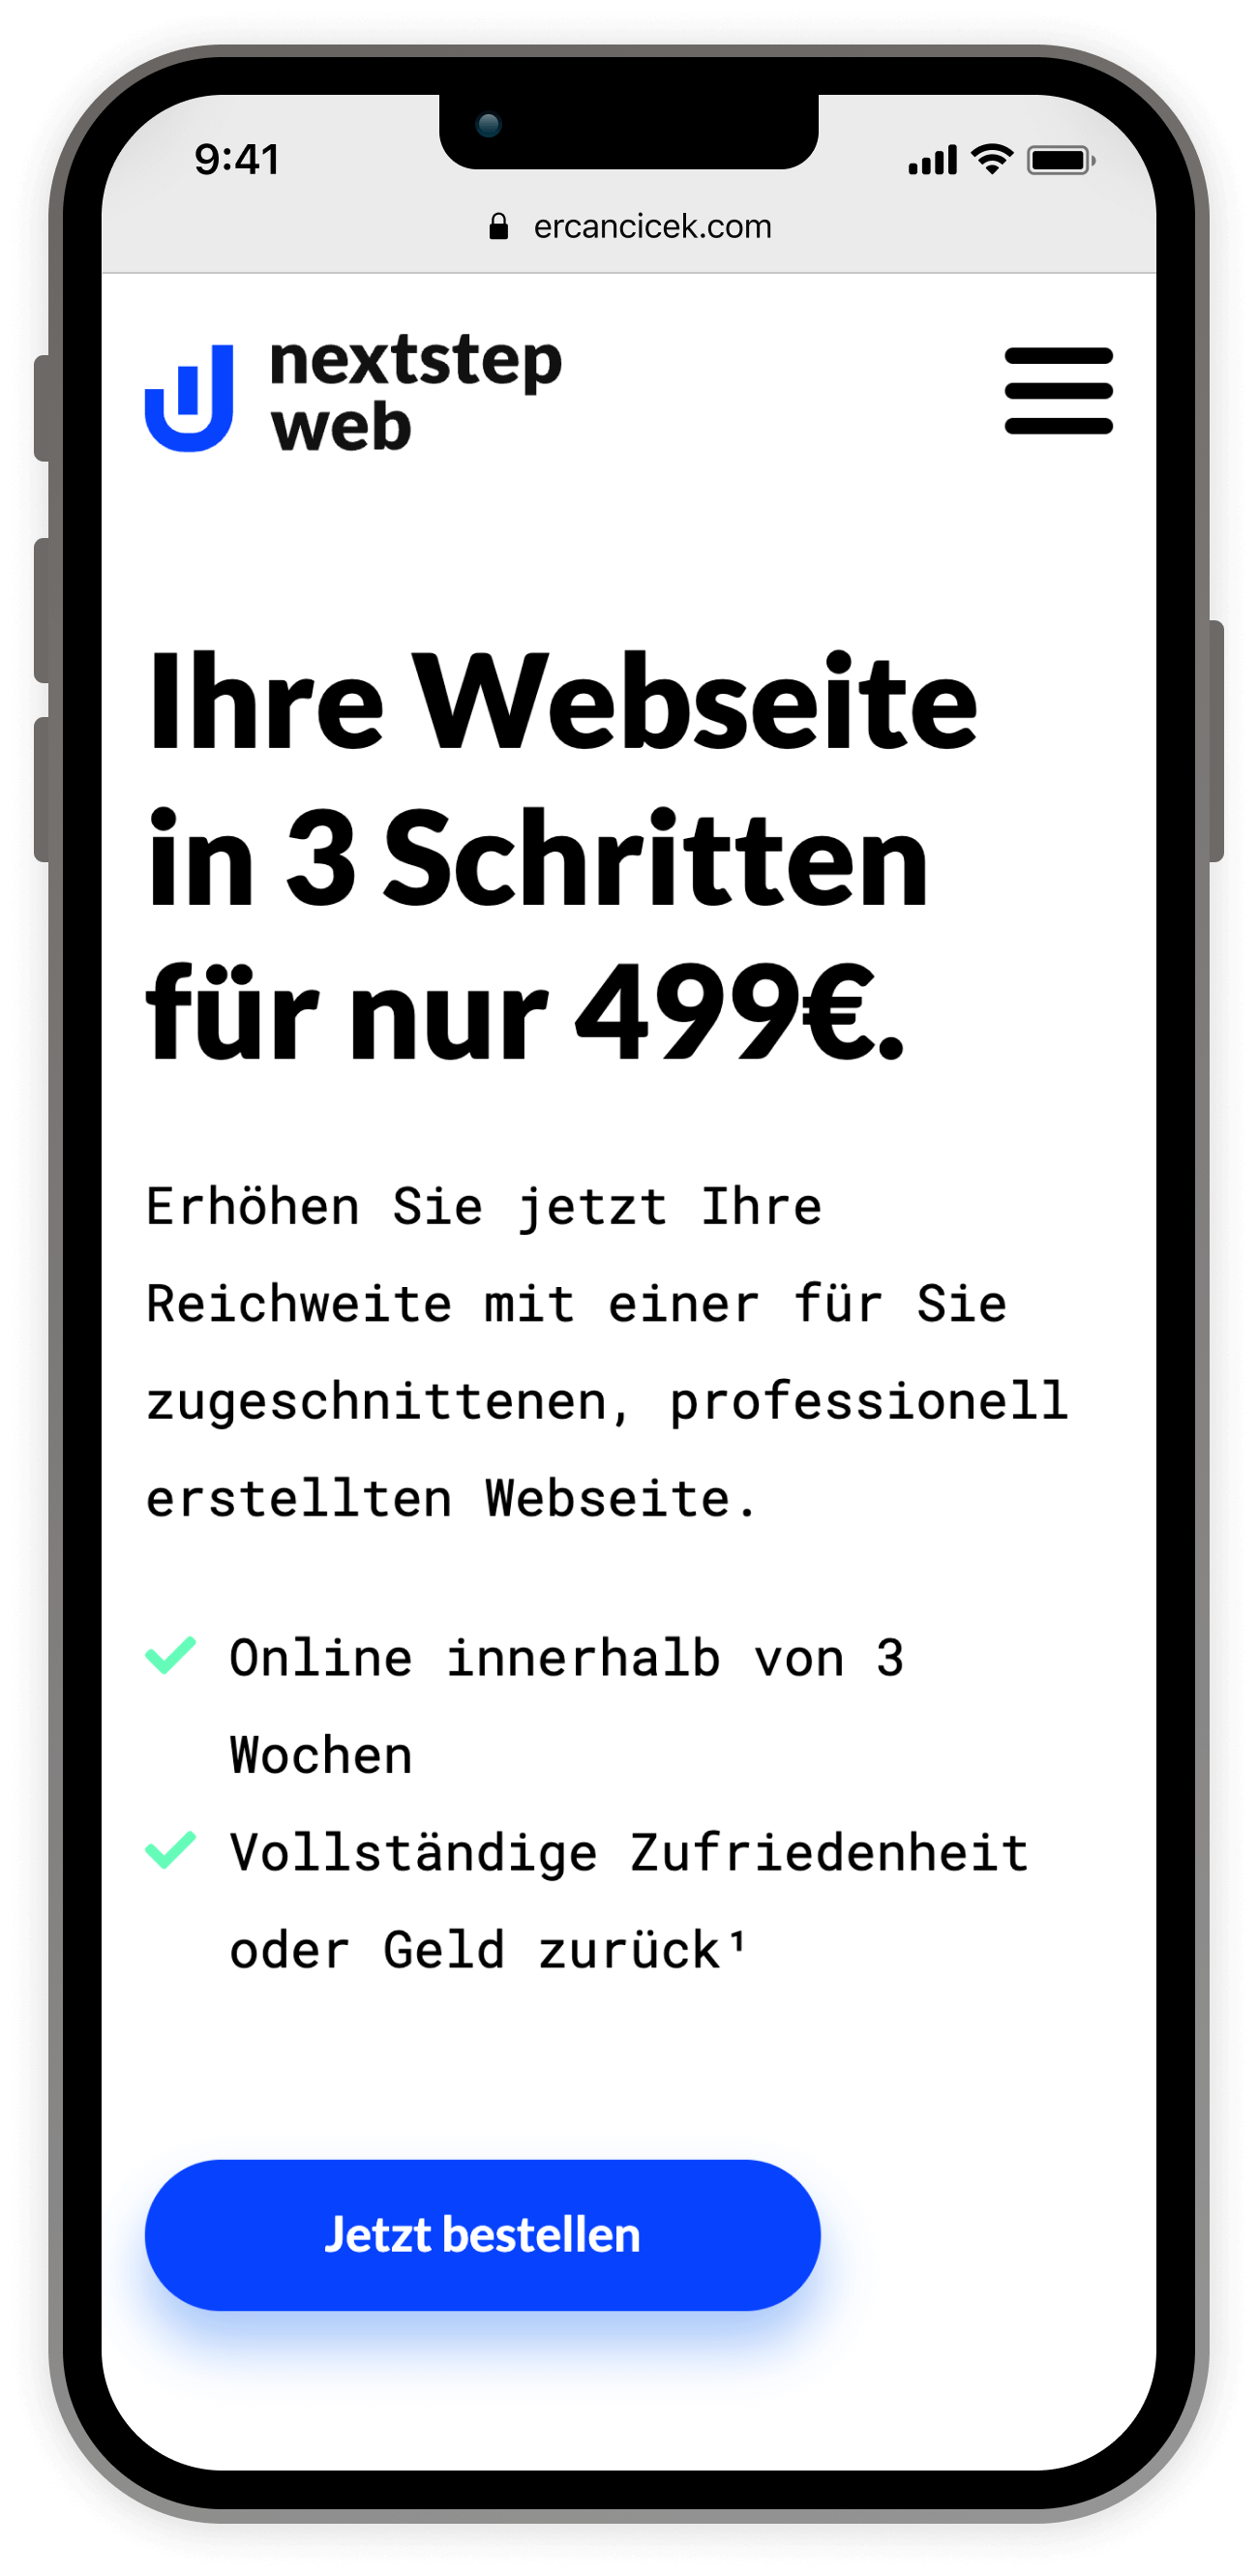 9:41
ercancicek.com
nextstep
web
Ihre Webseite
in 3 Schritten
für nur 499€.
Erhöhen Sie jetzt Ihre
Reichweite mit einer für Sie
zugeschnittenen, professionell
erstellten Webseite.
Online innerhalb von 3
Wochen
Vollständige Zufriedenheit
oder Geld zurück¹
Jetzt bestellen